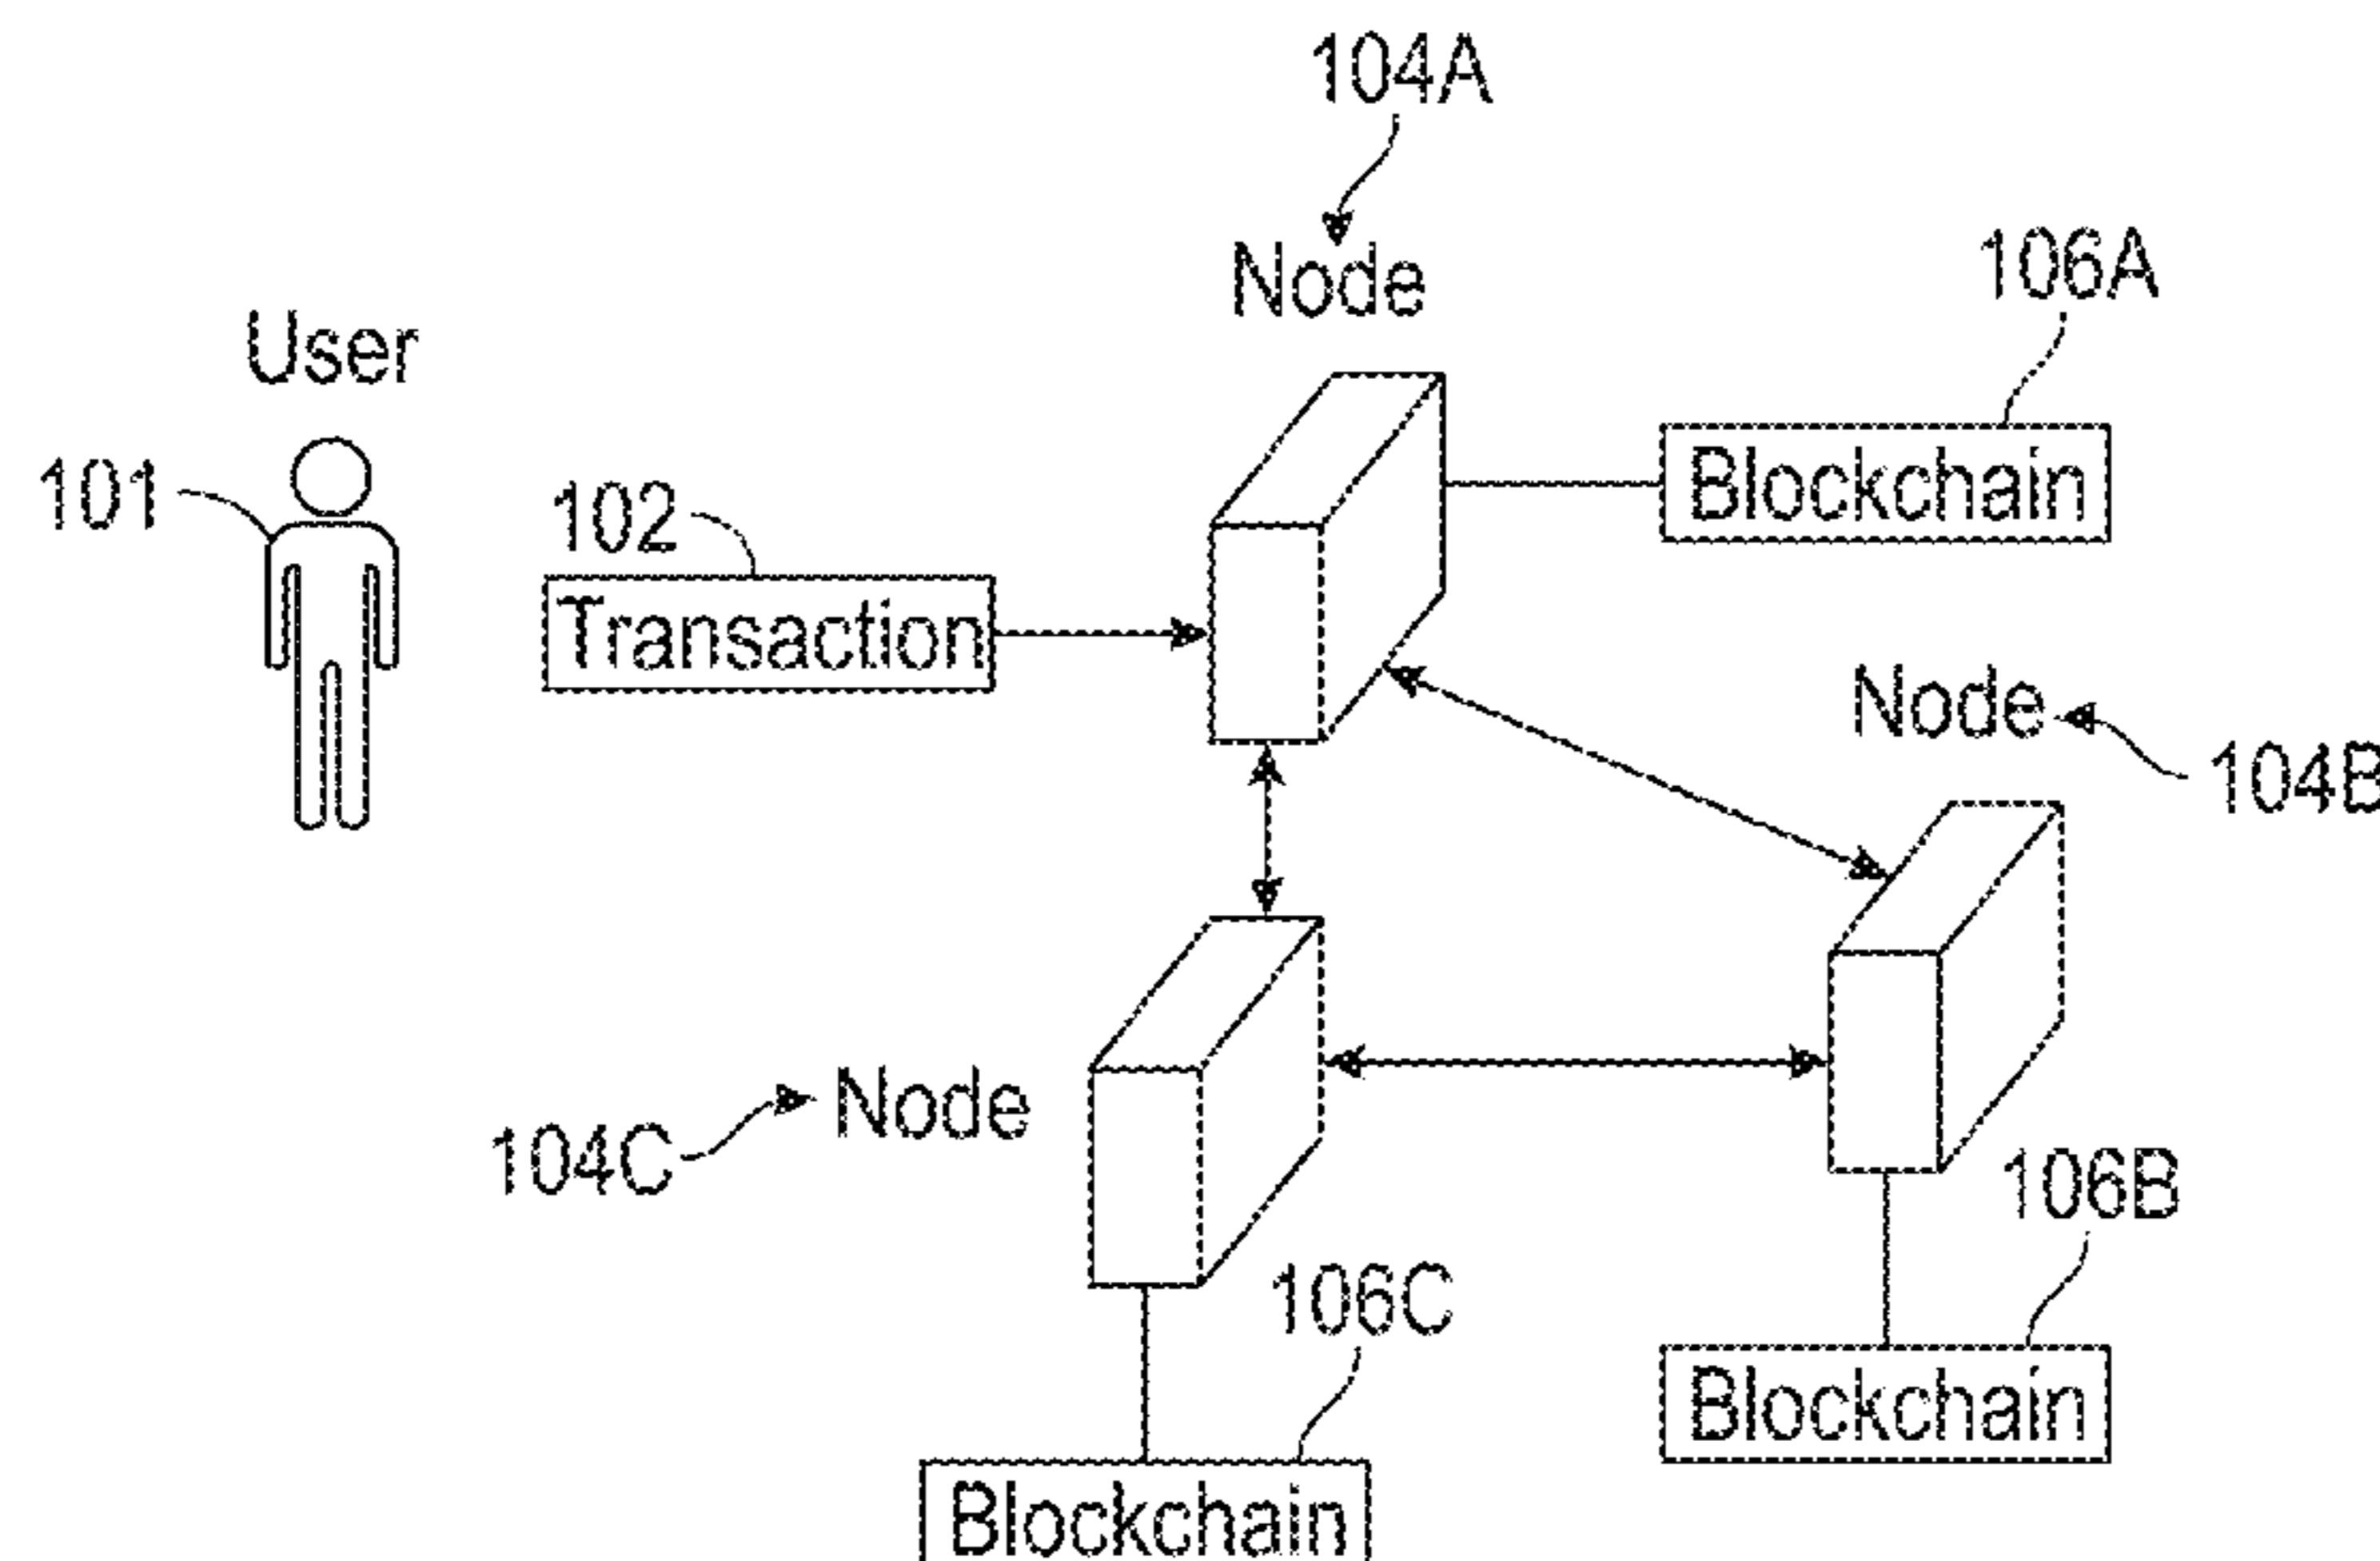 104A
Node
106A
User
Blockchain
101
102
Transaction
Node
104B
Node
104C
106B
106C
Blockchain
Blockchain